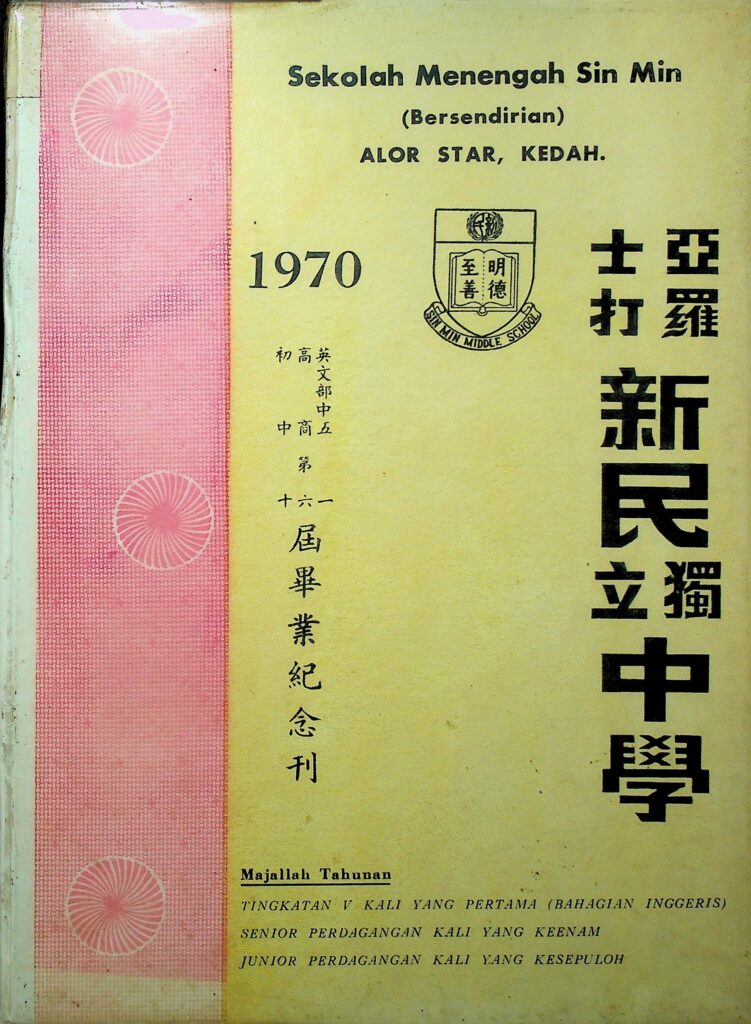 Sekolah Menengah Sin Min
(Bersendirian)
ALOR STAR, KEDAH.
新民
明德
至善
SIN MIN MIDDLE SCHOOL
亞羅
士打
新民
獨立
中學
1970
英文部中五
高商
初中
第
一
六
十
屆畢業紀念刊
Majallah Tahunan
TINGKATAN V KALI YANG PERTAMA (BAHAGIAN INGGERIS)
SENIOR PERDAGANGAN KALI YANG KEENAM
JUNIOR PERDAGANGAN KALI YANG KESEPULOH